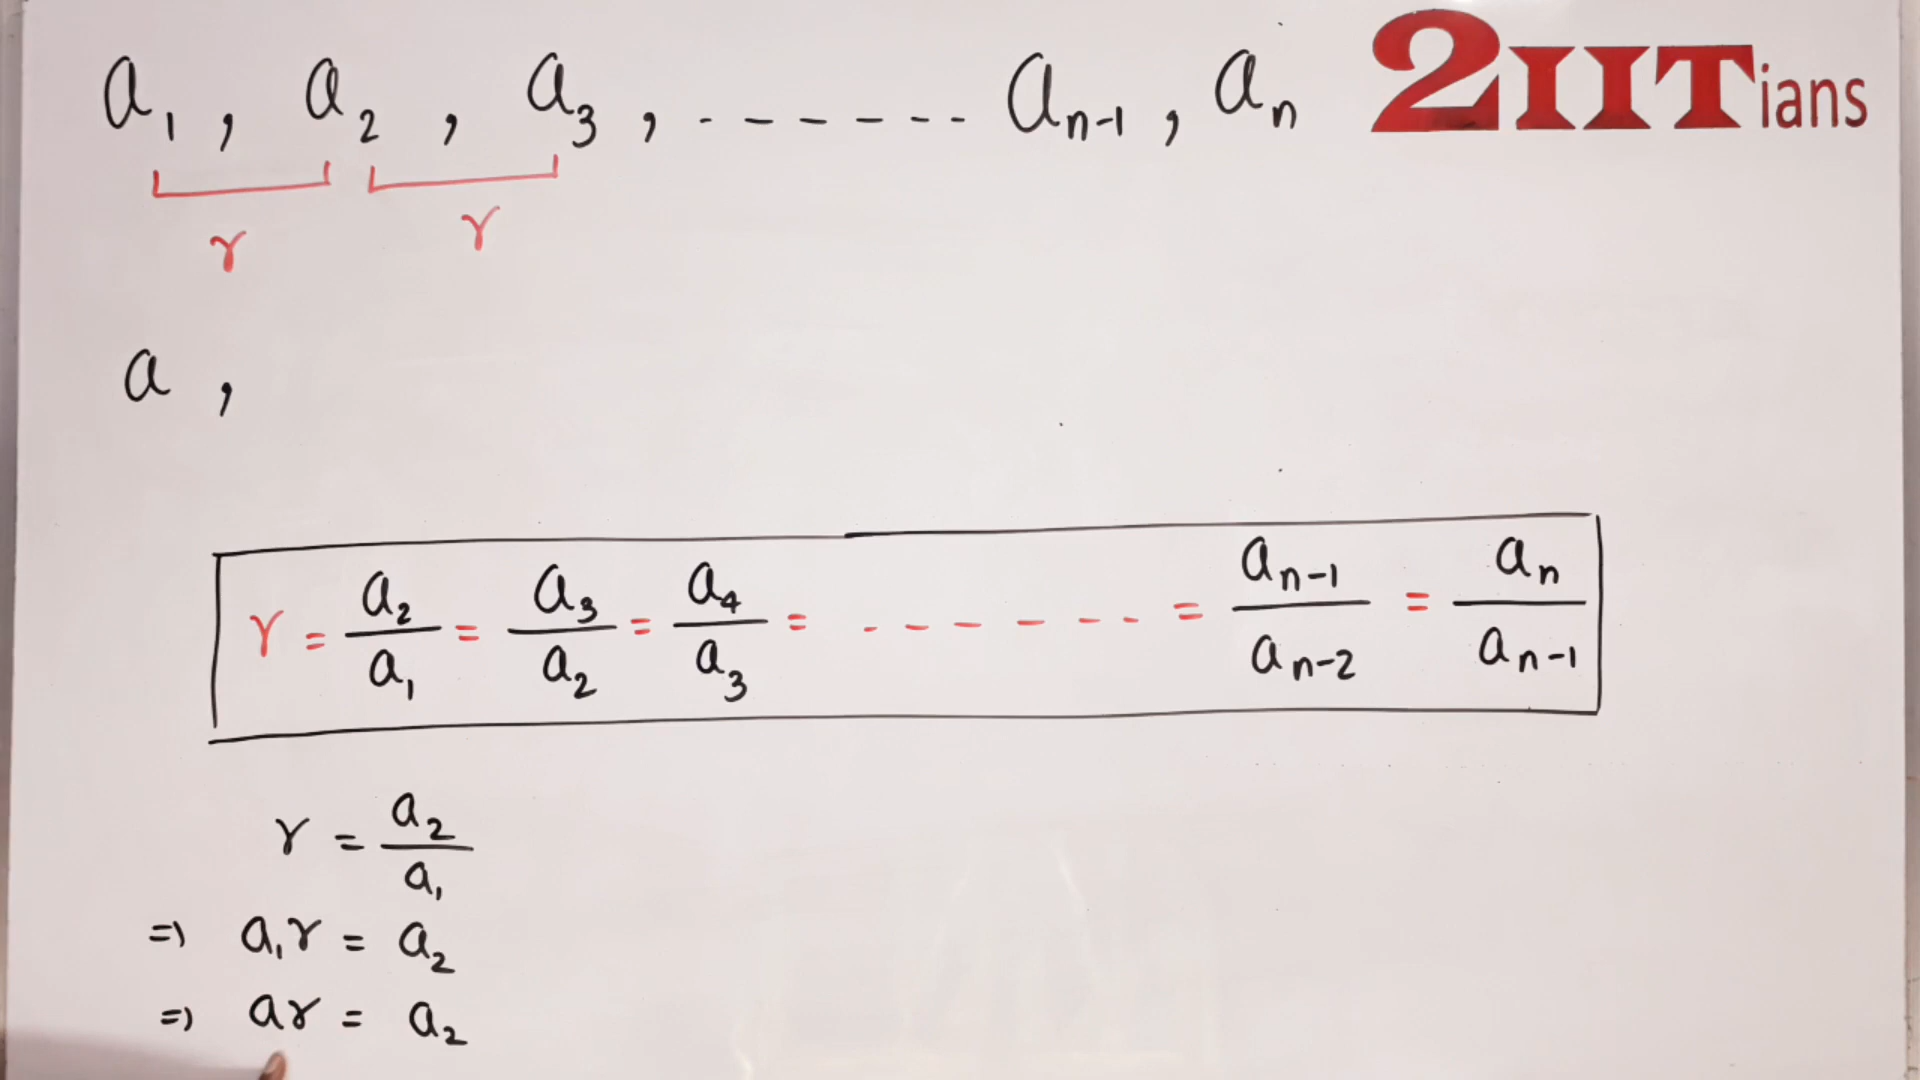 a₁, a₂, a₃, ------- aₙ₋₁, aₙ 2IITians
r r
a,
r = a₂/a₁ = a₃/a₂ = a₄/a₃ = ------ = aₙ₋₁/aₙ₋₂ = aₙ/aₙ₋₁
r = a₂/a₁
=) a₁r = a₂
=) ar = a₂